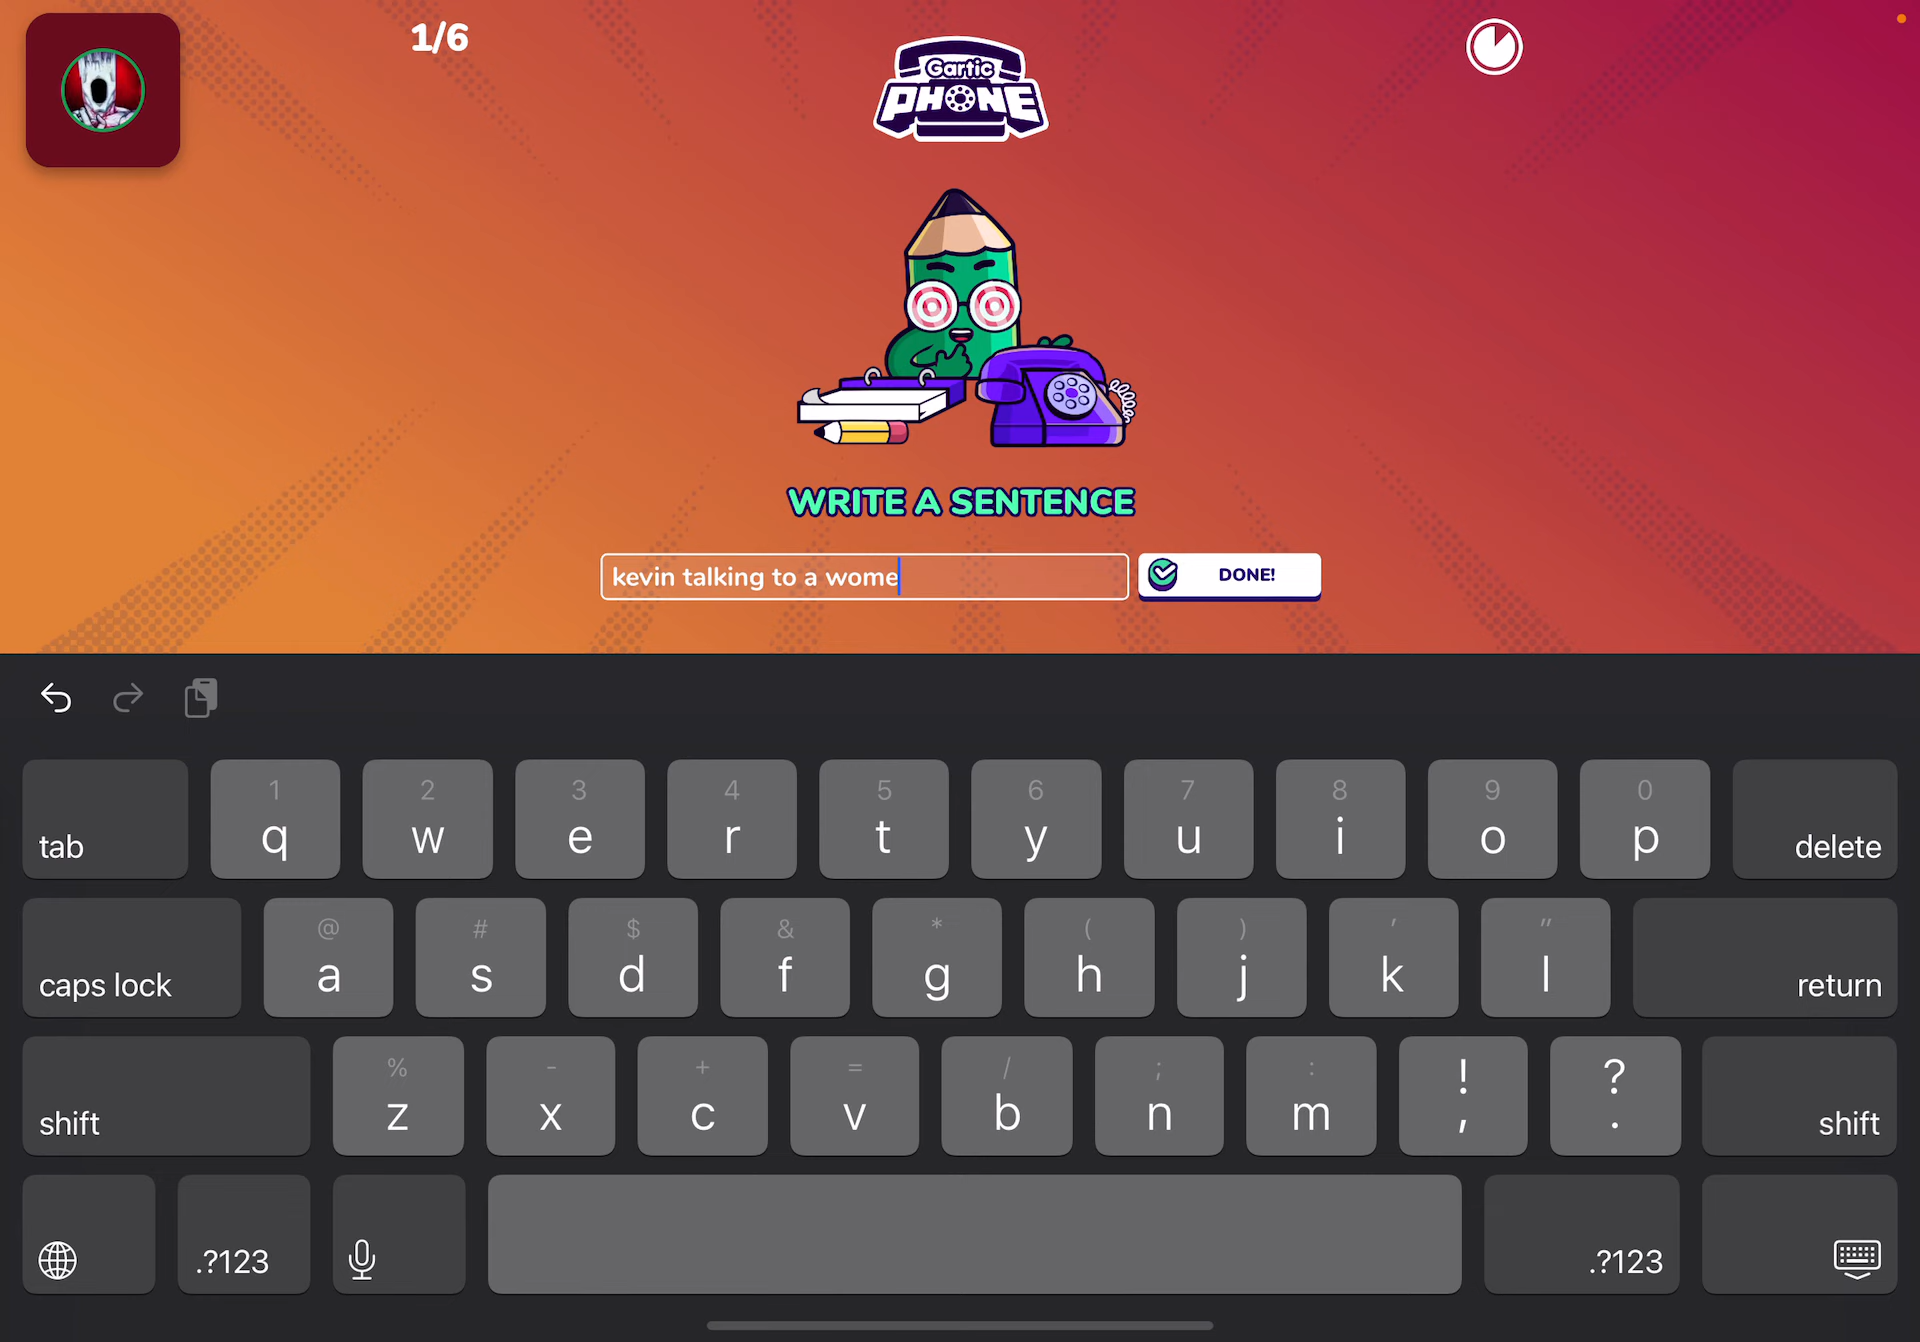 1/6
Gartic
PHONE
WRITE A SENTENCE
kevin talking to a wome
DONE!
tab 1 q 2 w 3 e 4 r 5 t 6 y 7 u 8 i 9 o 0 p delete
caps lock @ a # s $ d & f * g ( h ) j ' k " l return
shift % z - x + c = v / b ; n : m ! , ? . shift
.?123 .?123